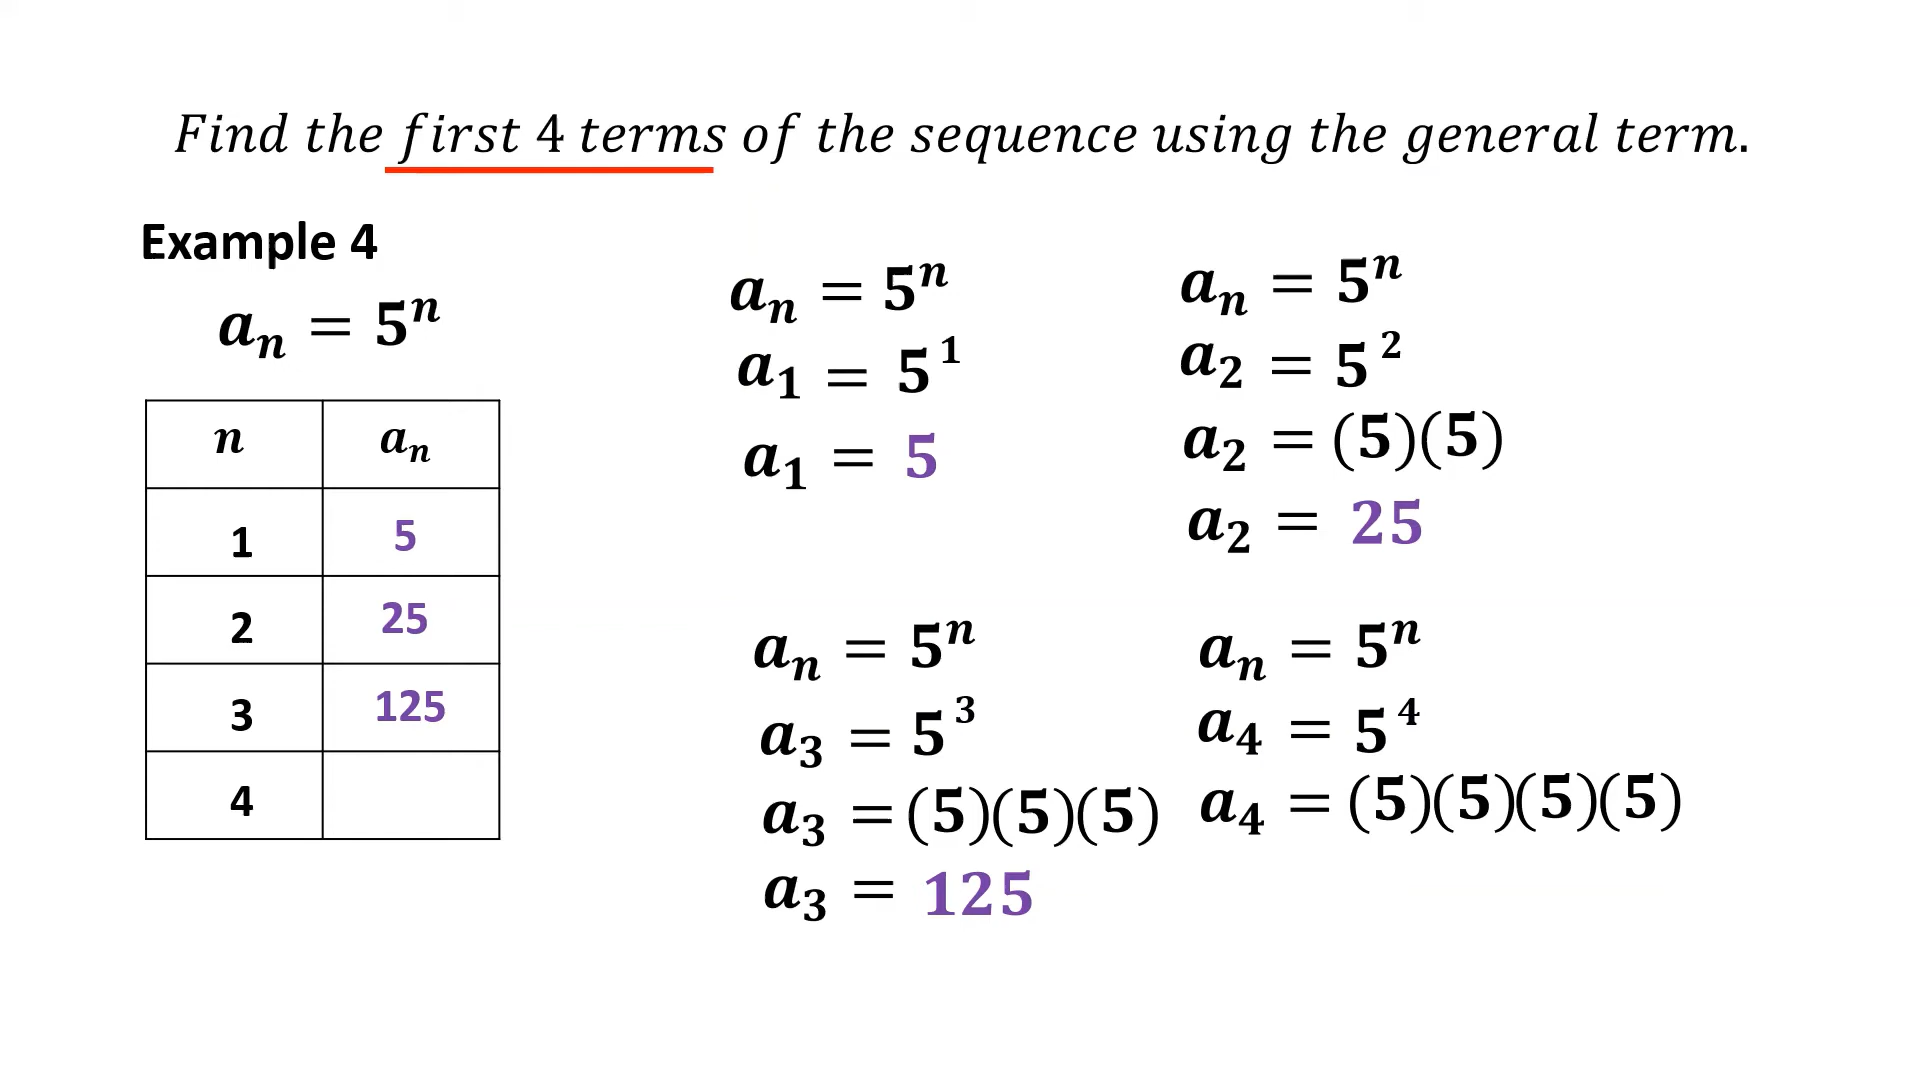 Find the first 4 terms of the sequence using the general term.
Example 4
aₙ = 5ⁿ
n aₙ
1 5
2 25
3 125
4
aₙ = 5ⁿ
a₁ = 5¹
a₁ = 5
aₙ = 5ⁿ
a₂ = 5²
a₂ = (5)(5)
a₂ = 25
aₙ = 5ⁿ
a₃ = 5³
a₃ = (5)(5)(5)
a₃ = 125
aₙ = 5ⁿ
a₄ = 5⁴
a₄ = (5)(5)(5)(5)